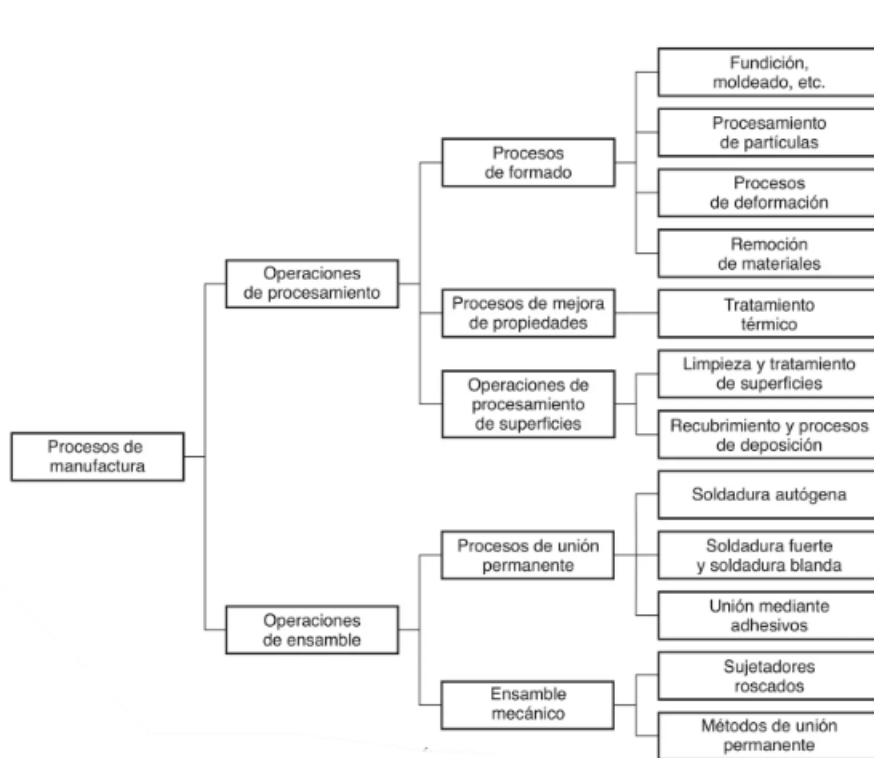 Fundición,
moldeado, etc.
Procesamiento
de partículas
Procesos
de formado
Procesos
de deformación
Remoción
de materiales
Operaciones
de procesamiento
Procesos de mejora
de propiedades
Tratamiento
térmico
Limpieza y tratamiento
de superficies
Operaciones de
procesamiento
de superficies
Recubrimiento y procesos
de deposición
Procesos de
manufactura
Soldadura autógena
Procesos de unión
permanente
Soldadura fuerte
y soldadura blanda
Unión mediante
adhesivos
Operaciones
de ensamble
Sujetadores
roscados
Ensamble
mecánico
Métodos de unión
permanente